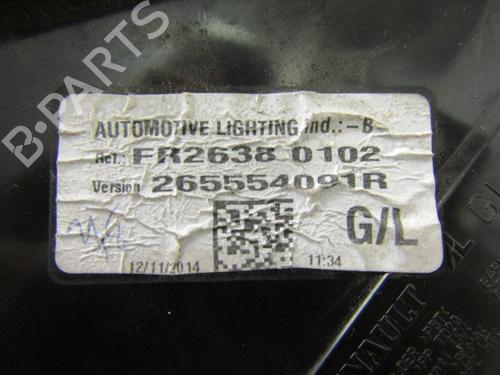 B-PARTS
AUTOMOTIVE LIGHTING Ind.:-B-
Ref.: FR2638 0102
Version 265554091R
G/L
12/11/2014
11:34
RENAULT